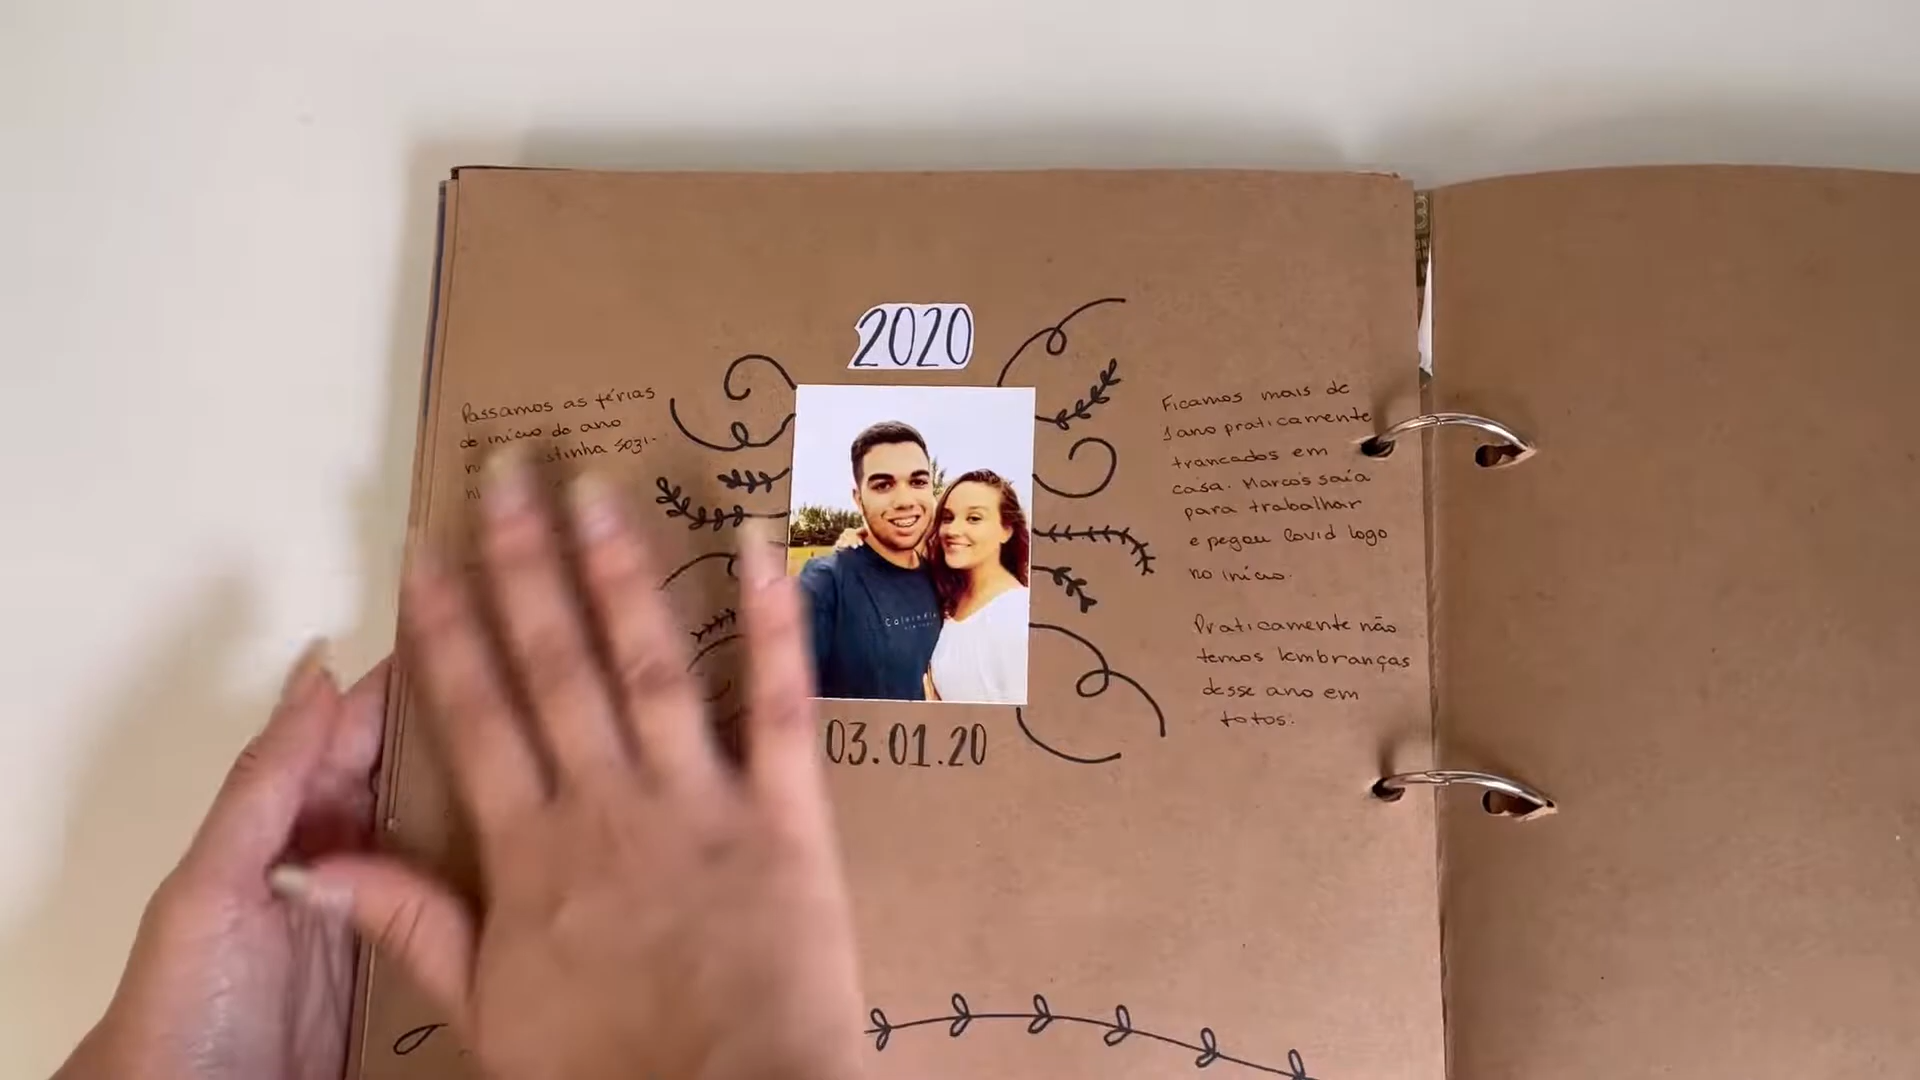 2020
Passamos as férias
do início do ano
stinha sozi-
Ficamos mais de
1 ano praticamente
trancados em
casa. Marcos saía
para trabalhar
e pegou Covid logo
no início.
Praticamente não
temos lembranças
desse ano em
fotos.
03.01.20